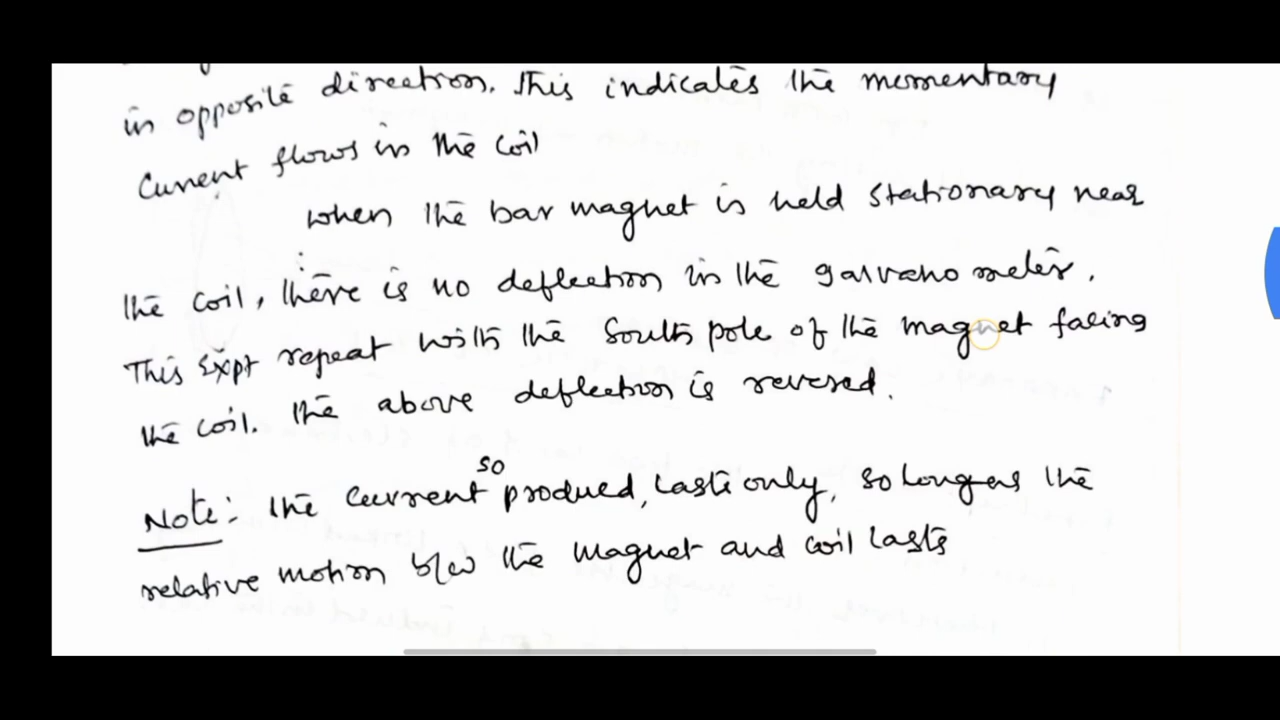 in opposite direction. This indicates the momentary
Current flows in the coil
when the bar magnet is held stationary near
the coil, there is no deflection in the galvanometer.
This Expt repeat with the South pole of the magnet facing
the coil. the above deflection is reversed.
so
Note: the current produced, lasts only, so long as the
relative motion b/w the magnet and coil lasts